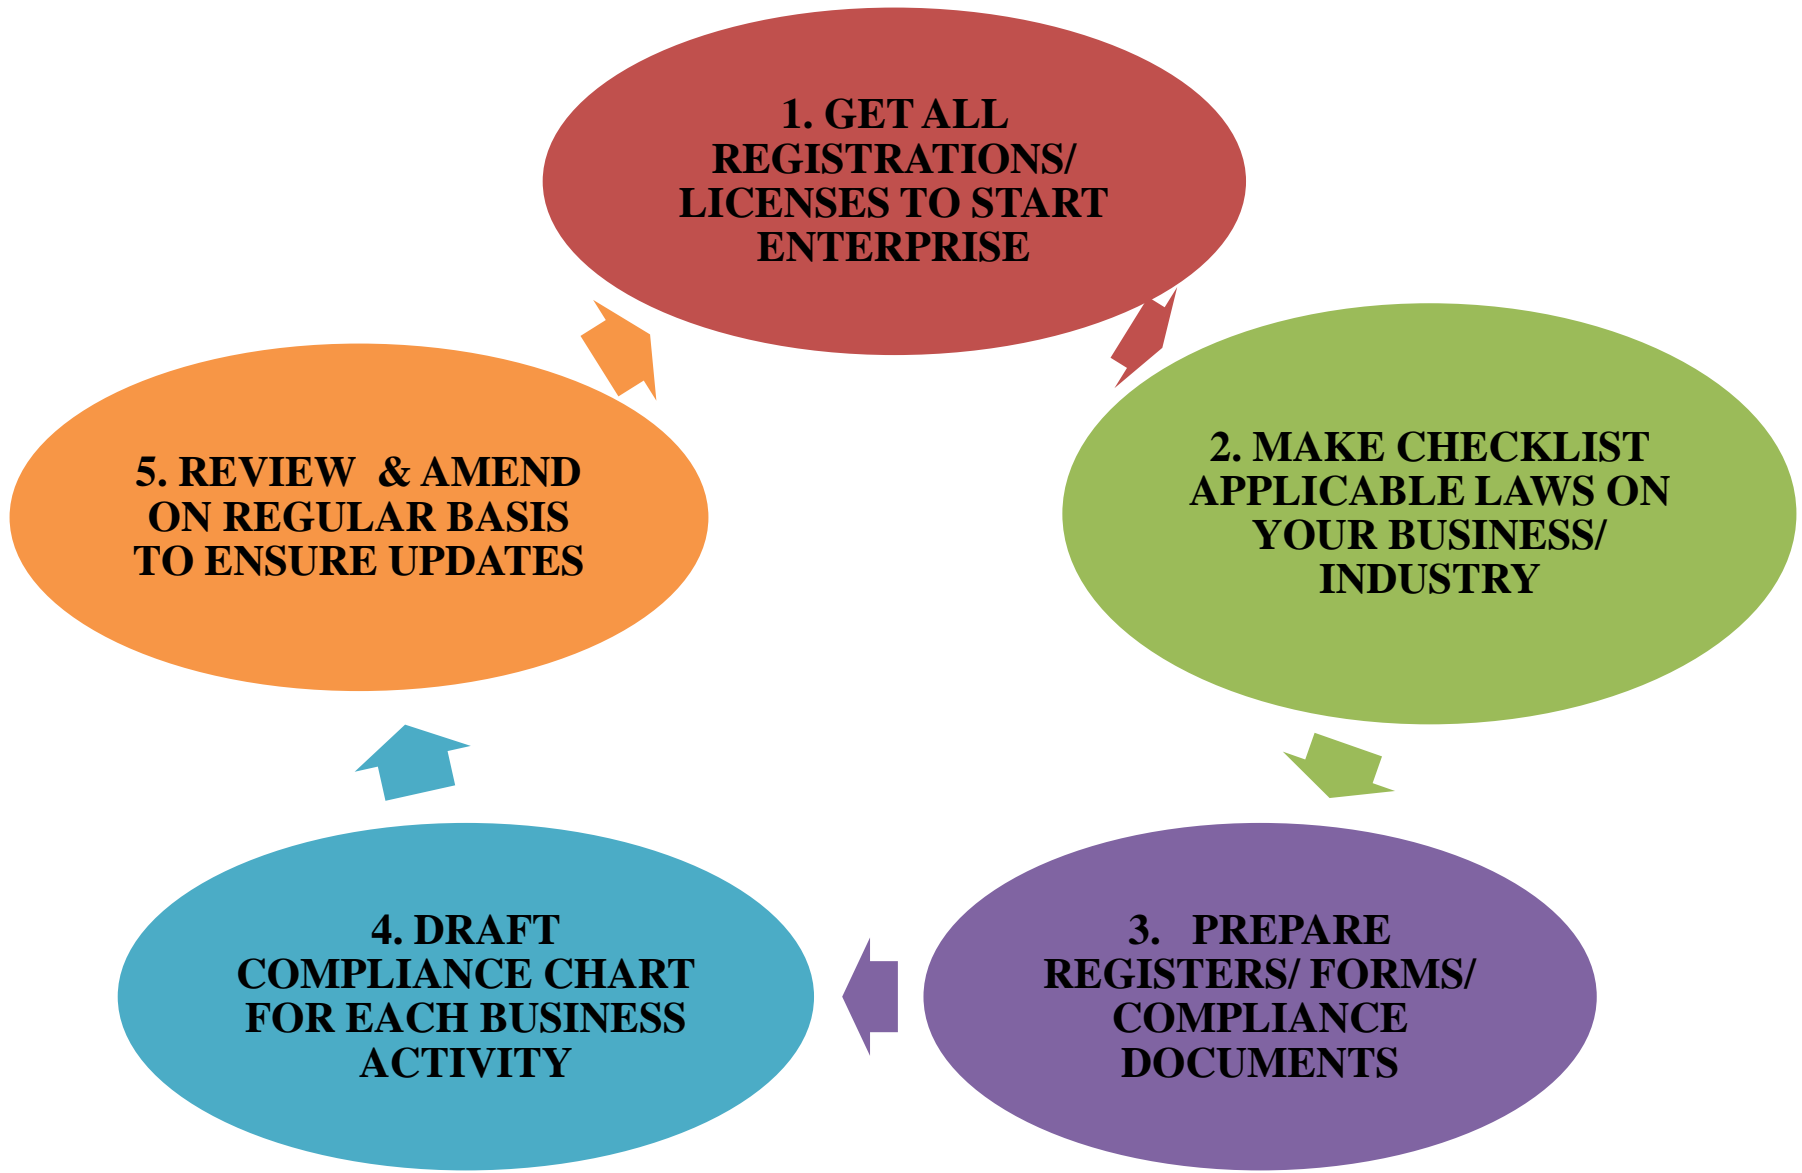 1. GET ALL
REGISTRATIONS/
LICENSES TO START
ENTERPRISE
2. MAKE CHECKLIST
APPLICABLE LAWS ON
YOUR BUSINESS/
INDUSTRY
3. PREPARE
REGISTERS/ FORMS/
COMPLIANCE
DOCUMENTS
4. DRAFT
COMPLIANCE CHART
FOR EACH BUSINESS
ACTIVITY
5. REVIEW & AMEND
ON REGULAR BASIS
TO ENSURE UPDATES